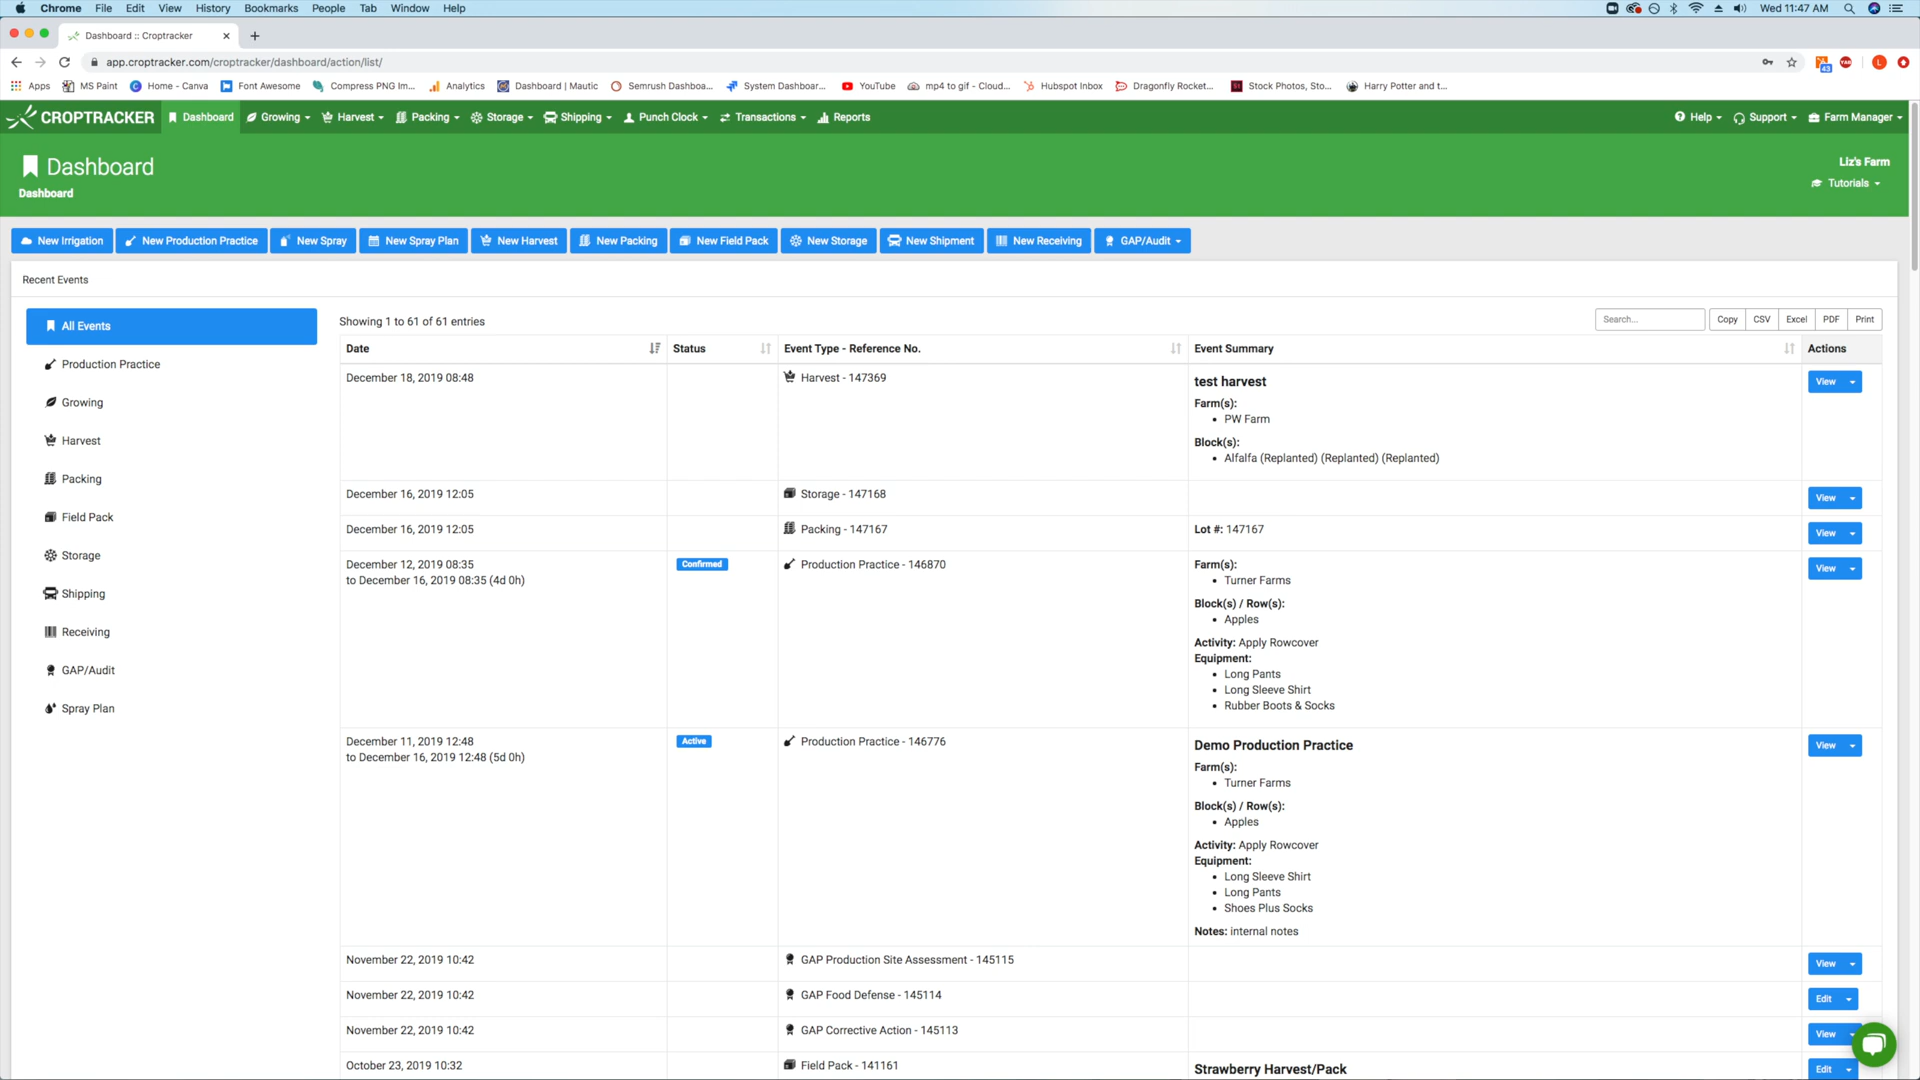 Chrome File Edit View History Bookmarks People Tab Window Help Wed 11:47 AM
Dashboard :: Croptracker
app.croptracker.com/croptracker/dashboard/action/list/ 43
Apps MS Paint Home - Canva Font Awesome Compress PNG Im... Analytics Dashboard | Mautic Semrush Dashboa... System Dashboar... YouTube mp4 to gif - Cloud... Hubspot Inbox Dragonfly Rocket... Stock Photos, Sto... Harry Potter and t...
CROPTRACKER Dashboard Growing Harvest Packing Storage Shipping Punch Clock Transactions Reports Help Support Farm Manager
Dashboard
Dashboard
Liz's Farm
Tutorials
New Irrigation New Production Practice New Spray New Spray Plan New Harvest New Packing New Field Pack New Storage New Shipment New Receiving GAP/Audit
Recent Events
All Events
Production Practice
Growing
Harvest
Packing
Field Pack
Storage
Shipping
Receiving
GAP/Audit
Spray Plan
Showing 1 to 61 of 61 entries Search... Copy CSV Excel PDF Print
Date Status Event Type - Reference No. Event Summary Actions
December 18, 2019 08:48 Harvest - 147369 test harvest View
Farm(s):
• PW Farm
Block(s):
• Alfalfa (Replanted) (Replanted) (Replanted)
December 16, 2019 12:05 Storage - 147168 View
December 16, 2019 12:05 Packing - 147167 Lot #: 147167 View
December 12, 2019 08:35 Confirmed Production Practice - 146870 Farm(s): View
to December 16, 2019 08:35 (4d 0h) • Turner Farms
Block(s) / Row(s):
• Apples
Activity: Apply Rowcover
Equipment:
• Long Pants
• Long Sleeve Shirt
• Rubber Boots & Socks
December 11, 2019 12:48 Active Production Practice - 146776 Demo Production Practice View
to December 16, 2019 12:48 (5d 0h)
Farm(s):
• Turner Farms
Block(s) / Row(s):
• Apples
Activity: Apply Rowcover
Equipment:
• Long Sleeve Shirt
• Long Pants
• Shoes Plus Socks
Notes: internal notes
November 22, 2019 10:42 GAP Production Site Assessment - 145115 View
November 22, 2019 10:42 GAP Food Defense - 145114 Edit
November 22, 2019 10:42 GAP Corrective Action - 145113 View
October 23, 2019 10:32 Field Pack - 141161 Strawberry Harvest/Pack Edit